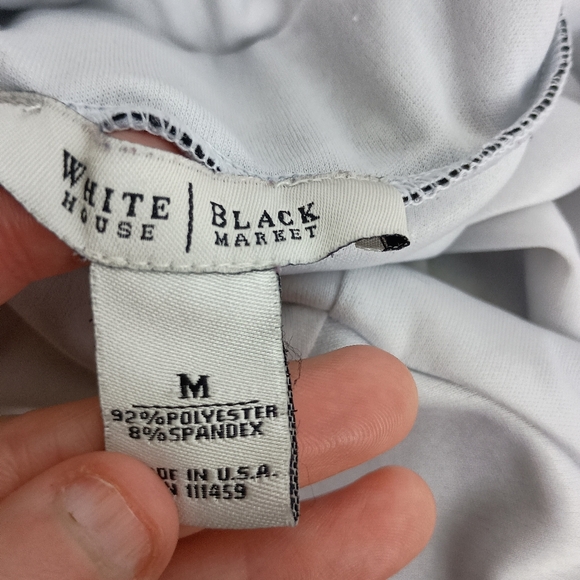 WHITE HOUSE
BLACK MARKET
M
92% POLYESTER
8% SPANDEX
IN U.S.A.
111459